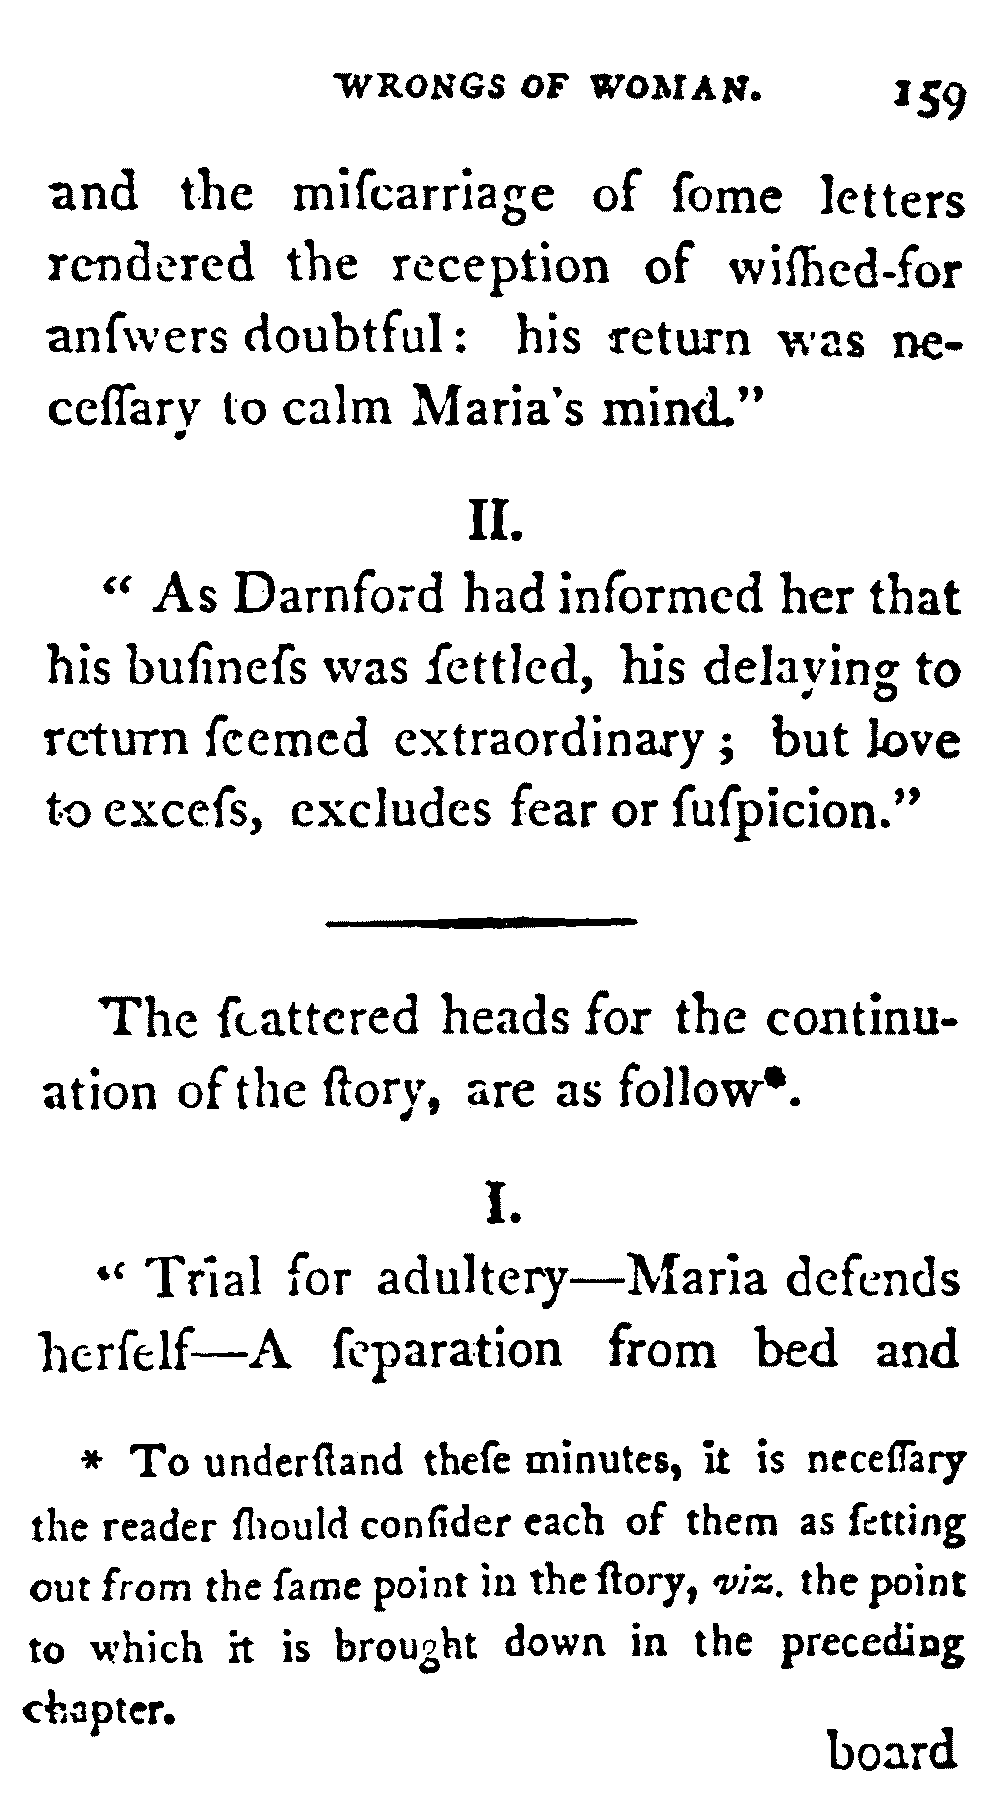 WRONGS OF WOMAN. 159
and the miſcarriage of ſome letters
rendered the reception of wiſhed-for
anſwers doubtful: his return was ne-
ceſſary to calm Maria's mind."
II.
" As Darnford had informed her that
his buſineſs was ſettled, his delaying to
return ſeemed extraordinary; but love
to exceſs, excludes fear or ſuſpicion."
The ſcattered heads for the continu-
ation of the ſtory, are as follow*.
I.
" Trial for adultery—Maria defends
herſelf—A ſeparation from bed and
* To underſtand theſe minutes, it is neceſſary
the reader ſhould conſider each of them as ſetting
out from the ſame point in the ſtory, viz. the point
to which it is brought down in the preceding
chapter.
board